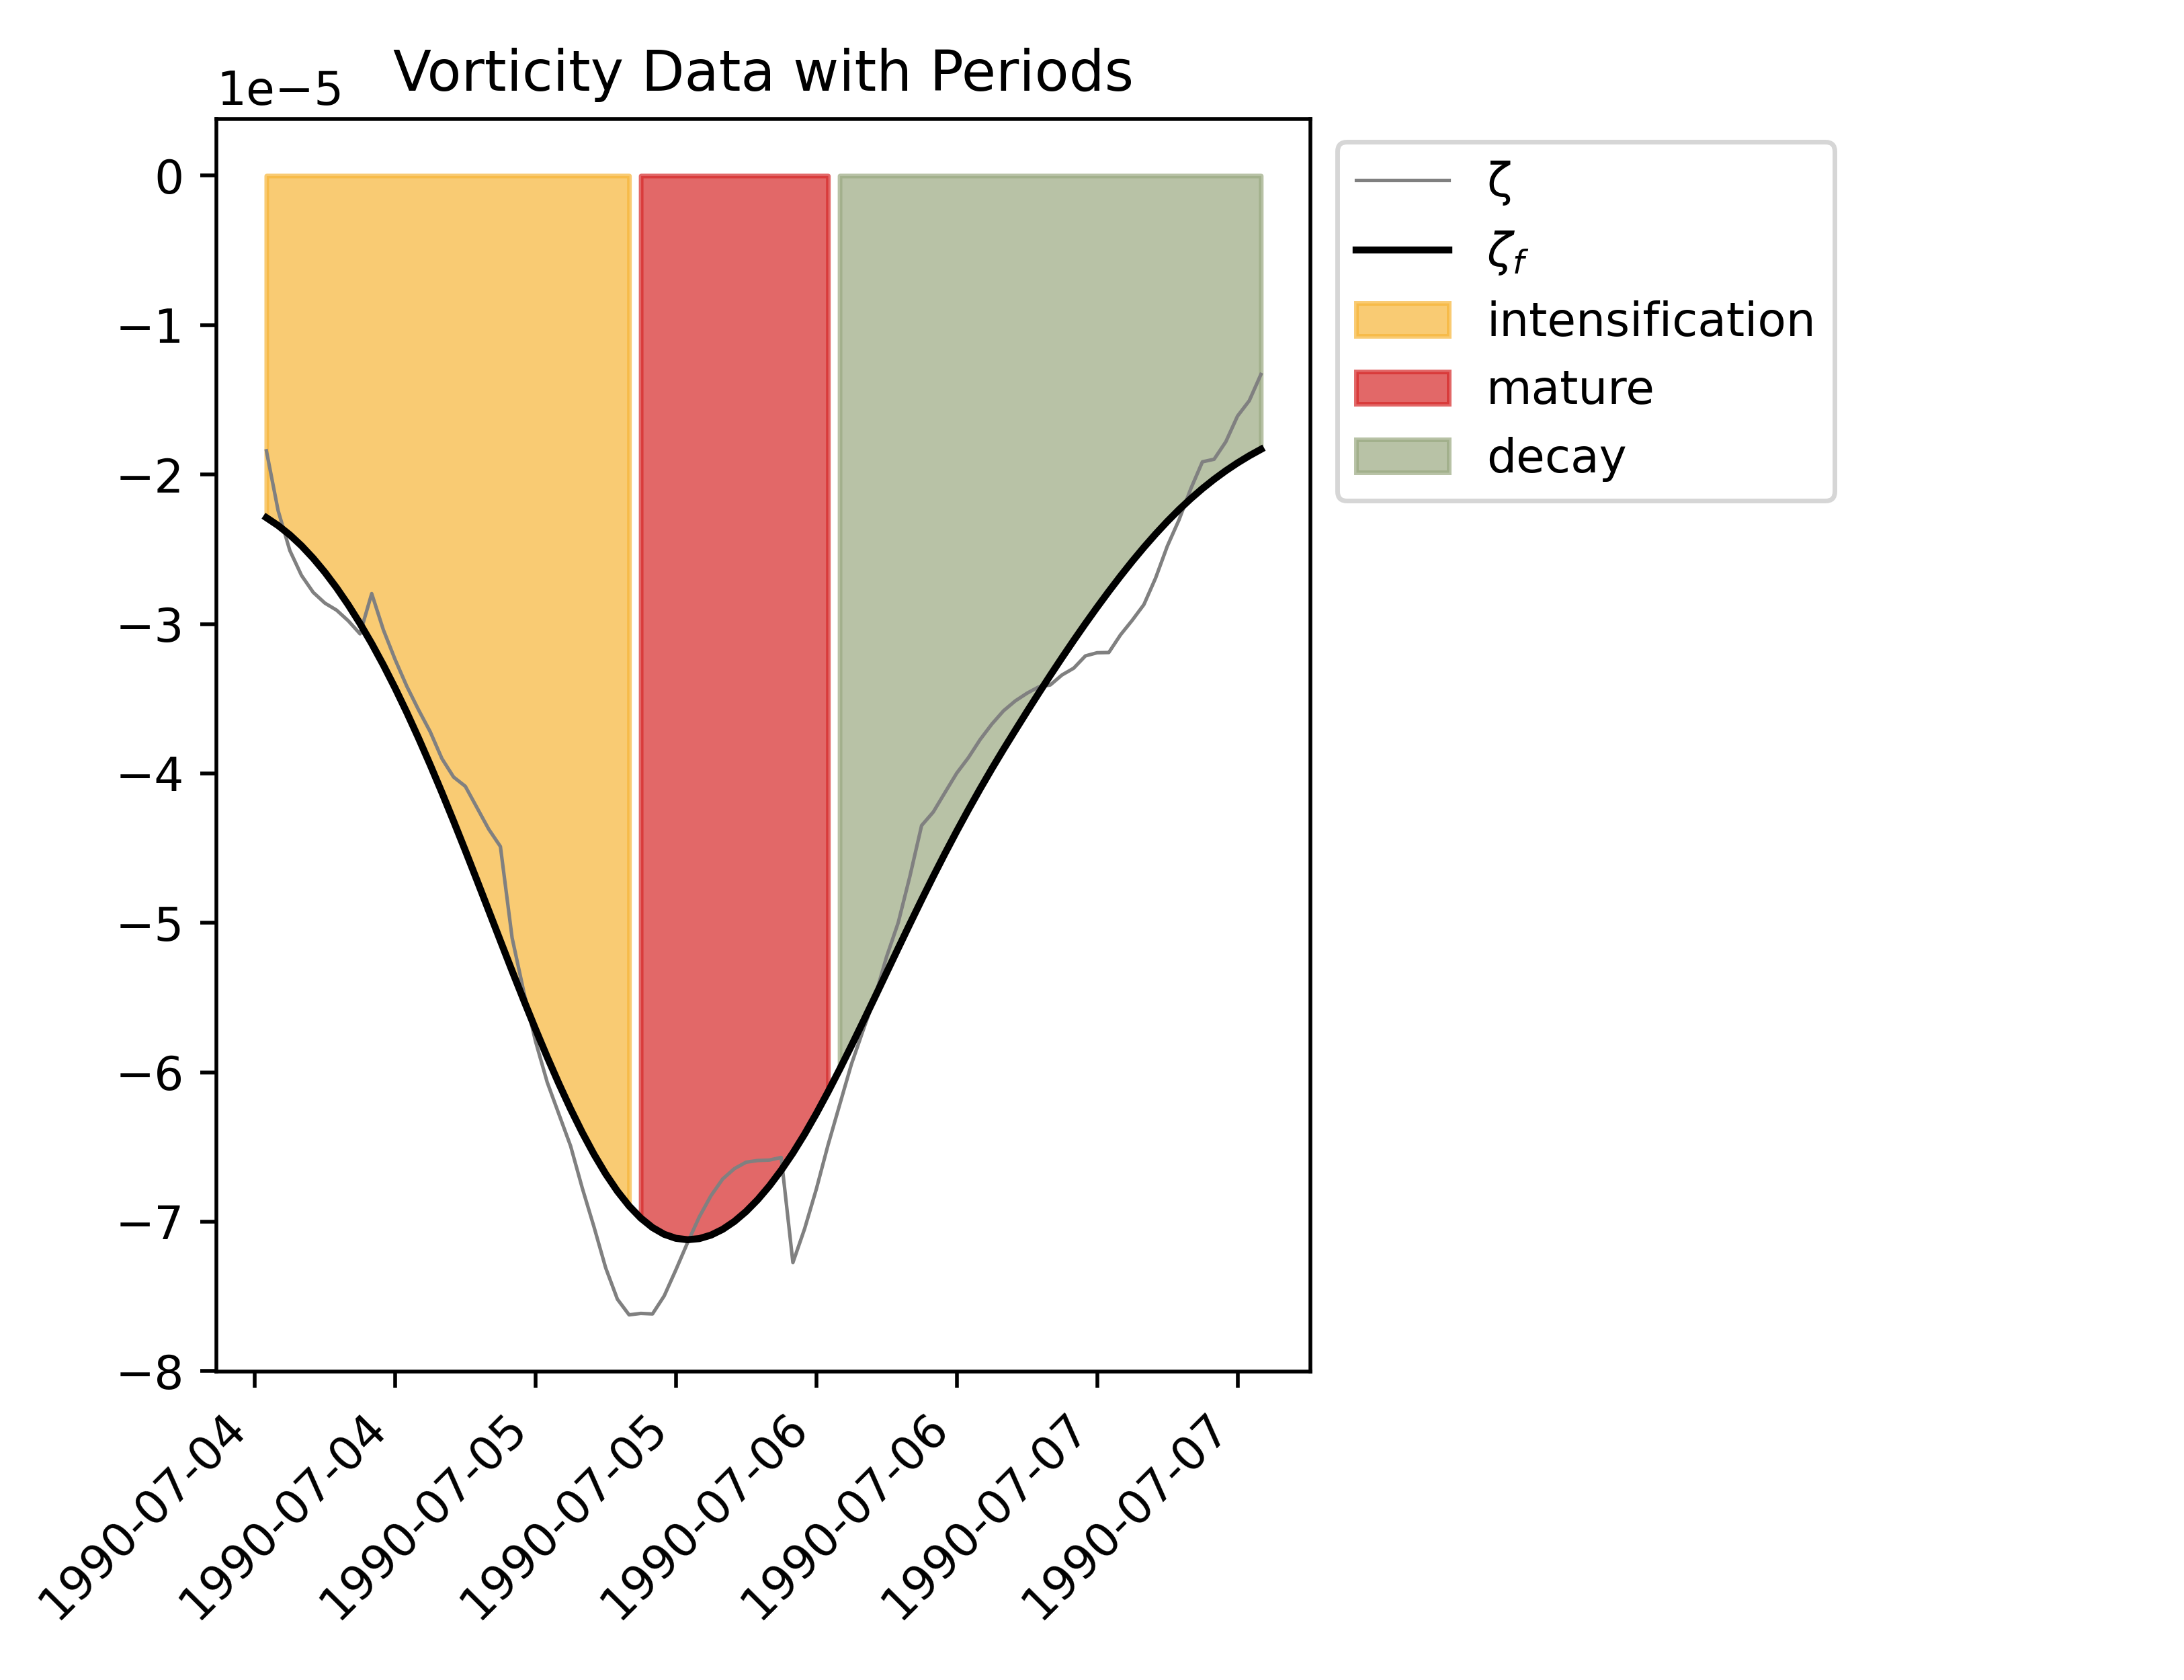 Vorticity Data with Periods
1e−5
0
−1
−2
−3
−4
−5
−6
−7
−8
1990-07-04
1990-07-04
1990-07-05
1990-07-05
1990-07-06
1990-07-06
1990-07-07
1990-07-07
ζ
ζf
intensification
mature
decay